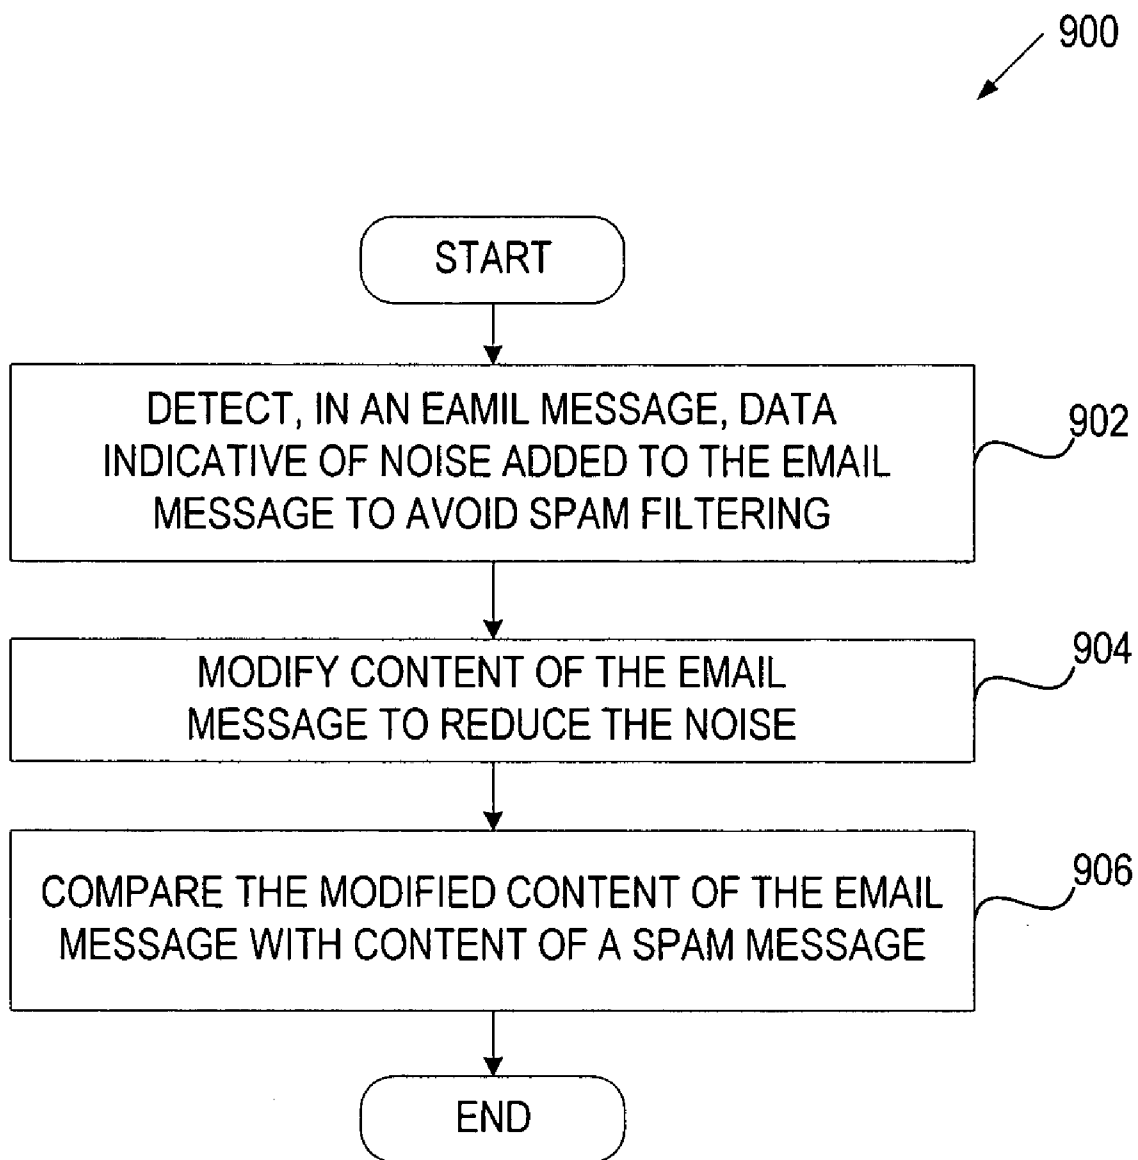 900
START
DETECT, IN AN EAMIL MESSAGE, DATA
INDICATIVE OF NOISE ADDED TO THE EMAIL
MESSAGE TO AVOID SPAM FILTERING
902
MODIFY CONTENT OF THE EMAIL
MESSAGE TO REDUCE THE NOISE
904
COMPARE THE MODIFIED CONTENT OF THE EMAIL
MESSAGE WITH CONTENT OF A SPAM MESSAGE
906
END